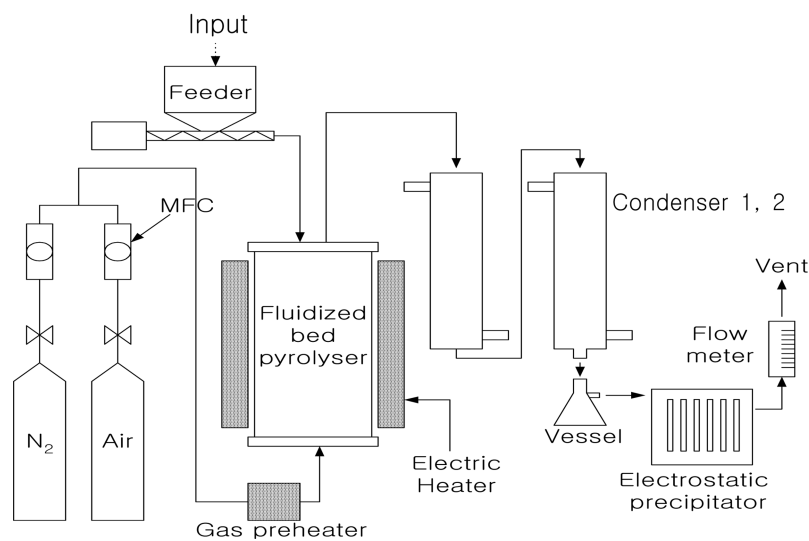 Input
Feeder
MFC
Condenser 1, 2
Vent
Fluidized
bed
pyrolyser
Flow
meter
N₂
Air
Vessel
Electric
Heater
Electrostatic
precipitator
Gas preheater